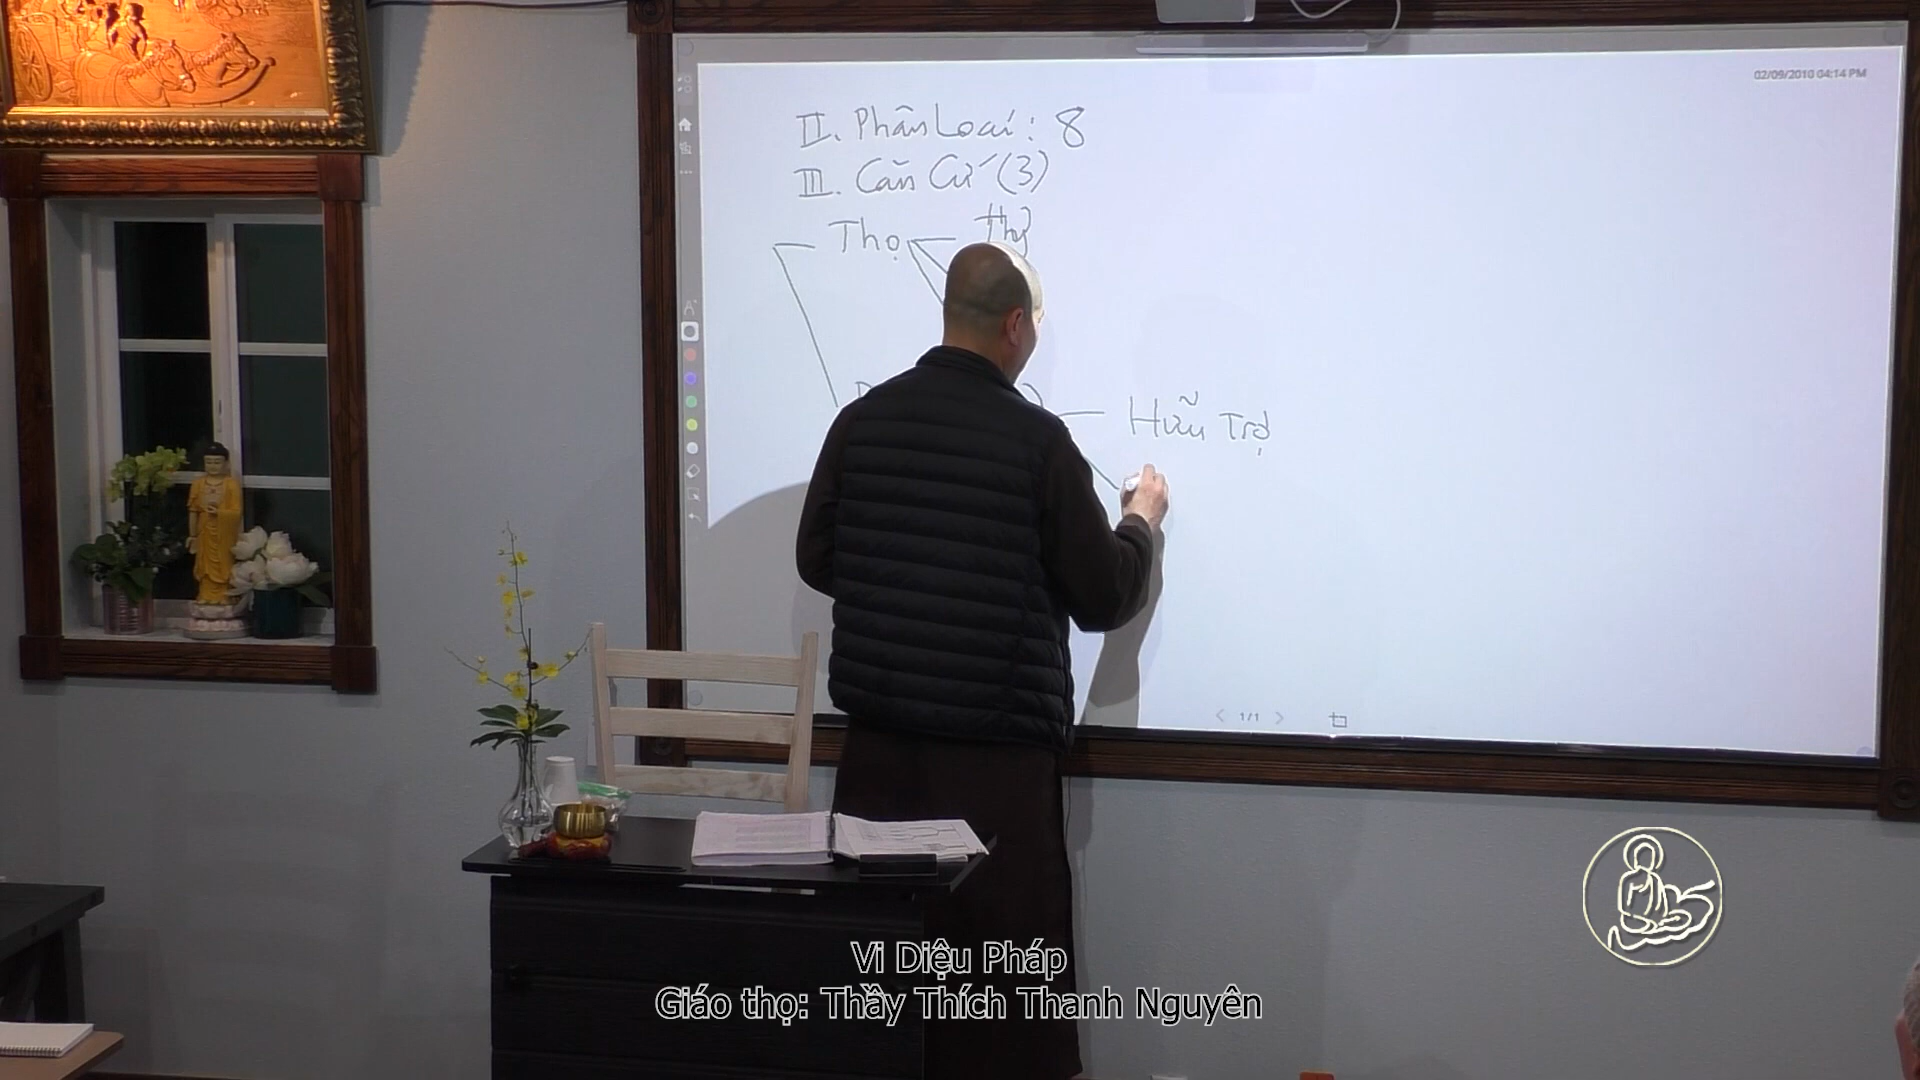 02/09/2010 04:14 PM
II. Phân Loại: 8
III. Căn Cứ (3)
Thọ
Hữu Trợ
1/1
Vi Diệu Pháp
Giáo thọ: Thầy Thích Thanh Nguyên